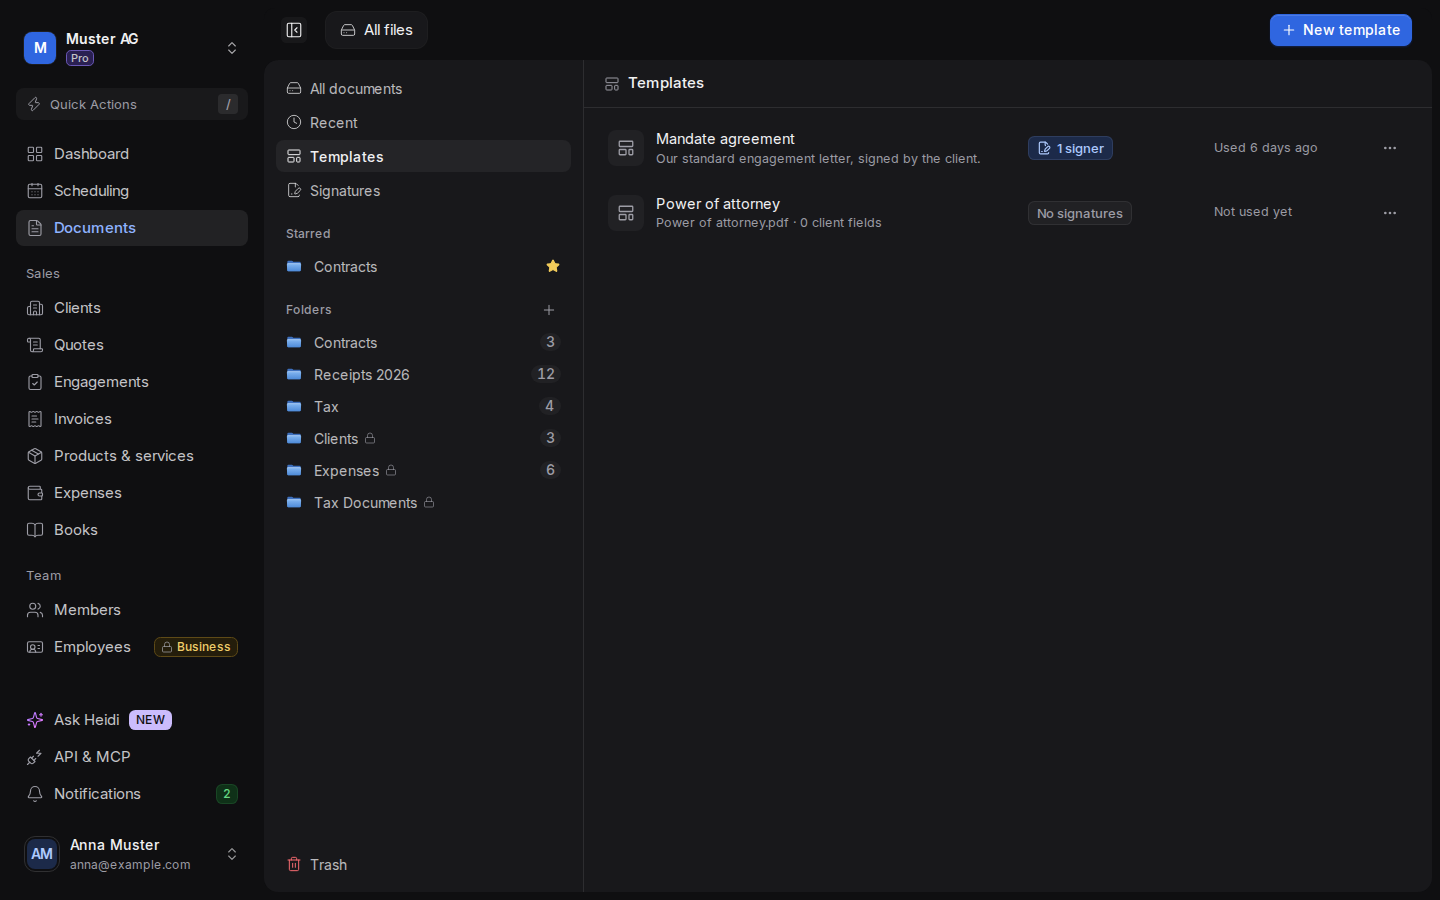 Muster AG
Pro
Quick Actions /
Dashboard
Scheduling
Documents
Sales
Clients
Quotes
Engagements
Invoices
Products & services
Expenses
Books
Team
Members
Employees Business
Ask Heidi NEW
API & MCP
Notifications 2
AM Anna Muster
anna@example.com
M
All files
New template
All documents
Recent
Templates
Signatures
Starred
Contracts
Folders
Contracts 3
Receipts 2026 12
Tax 4
Clients 3
Expenses 6
Tax Documents
Trash
Templates
Mandate agreement
Our standard engagement letter, signed by the client.
1 signer
Used 6 days ago
Power of attorney
Power of attorney.pdf · 0 client fields
No signatures
Not used yet